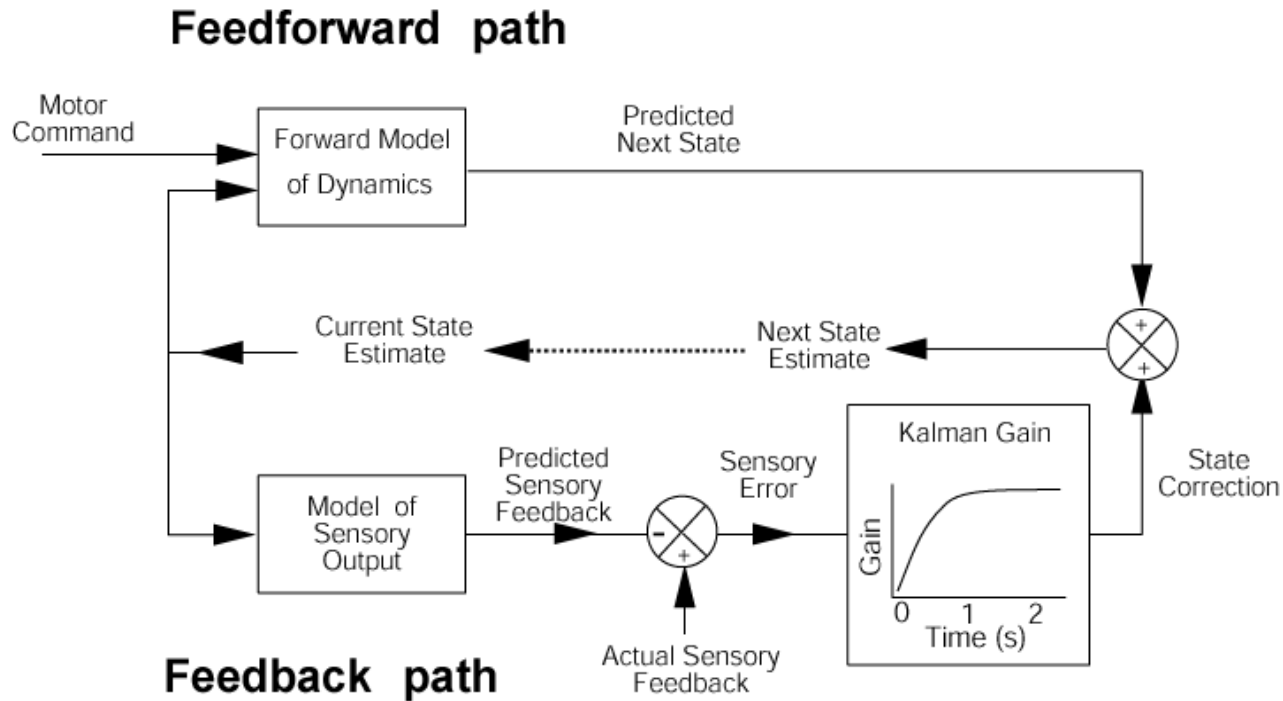 Feedforward path
Motor
Command
Forward Model
of Dynamics
Predicted
Next State
+
+
Current State
Estimate
Next State
Estimate
Model of
Sensory
Output
Predicted
Sensory
Feedback
-
+
Sensory
Error
Actual Sensory
Feedback
Kalman Gain
Gain
0 1 2
Time (s)
State
Correction
Feedback path